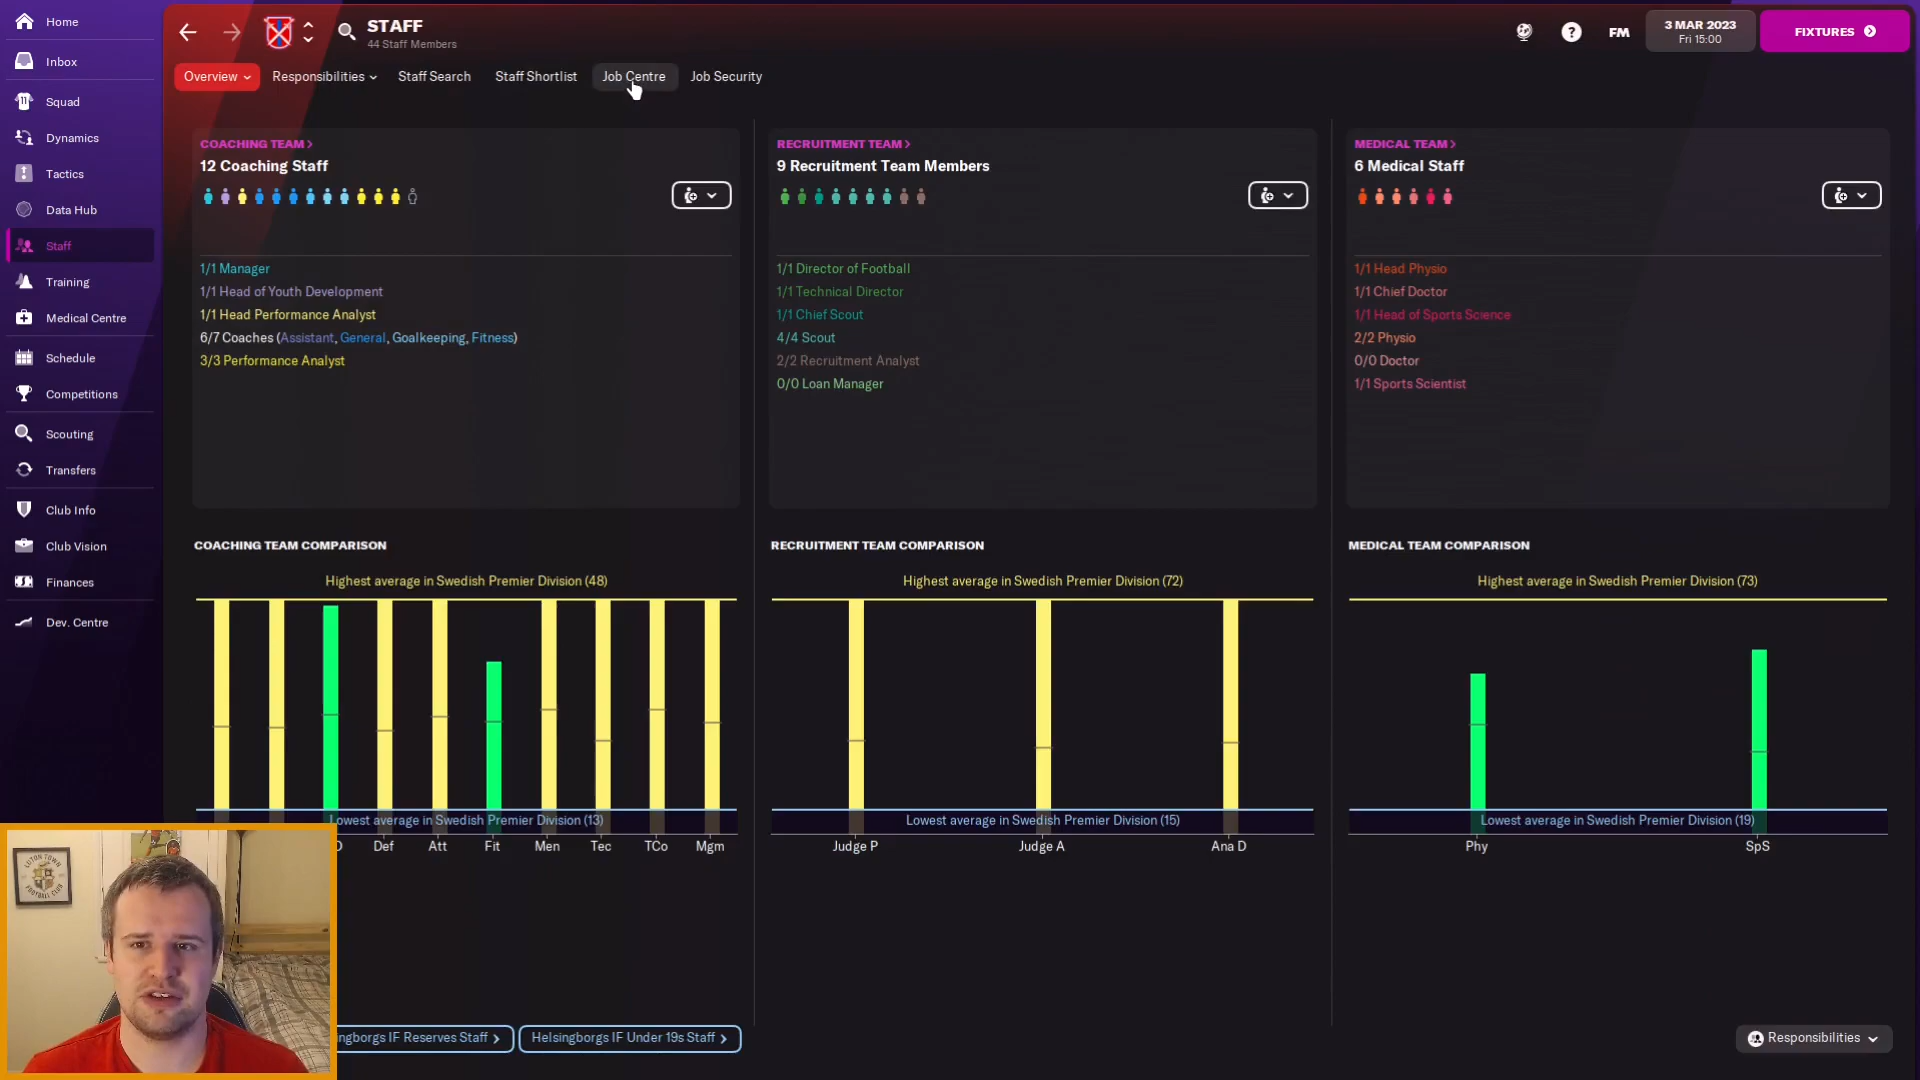 Home
Inbox
Squad
Dynamics
Tactics
Data Hub
Staff
Training
Medical Centre
Schedule
Competitions
Scouting
Transfers
Club Info
Club Vision
Finances
Dev. Centre
STAFF
44 Staff Members
FM
3 MAR 2023
Fri 15:00
FIXTURES
Overview
Responsibilities
Staff Search
Staff Shortlist
Job Centre
Job Security
COACHING TEAM >
12 Coaching Staff
1/1 Manager
1/1 Head of Youth Development
1/1 Head Performance Analyst
6/7 Coaches (Assistant, General, Goalkeeping, Fitness)
3/3 Performance Analyst
RECRUITMENT TEAM >
9 Recruitment Team Members
1/1 Director of Football
1/1 Technical Director
1/1 Chief Scout
4/4 Scout
2/2 Recruitment Analyst
0/0 Loan Manager
MEDICAL TEAM >
6 Medical Staff
1/1 Head Physio
1/1 Chief Doctor
1/1 Head of Sports Science
2/2 Physio
0/0 Doctor
1/1 Sports Scientist
COACHING TEAM COMPARISON
Highest average in Swedish Premier Division (48)
Lowest average in Swedish Premier Division (13)
Def Att Fit Men Tec TCo Mgm
RECRUITMENT TEAM COMPARISON
Highest average in Swedish Premier Division (72)
Lowest average in Swedish Premier Division (15)
Judge P Judge A Ana D
MEDICAL TEAM COMPARISON
Highest average in Swedish Premier Division (73)
Lowest average in Swedish Premier Division (19)
Phy SpS
LUTON TOWN
FOOTBALL CLUB
ngborgs IF Reserves Staff >
Helsingborgs IF Under 19s Staff >
Responsibilities